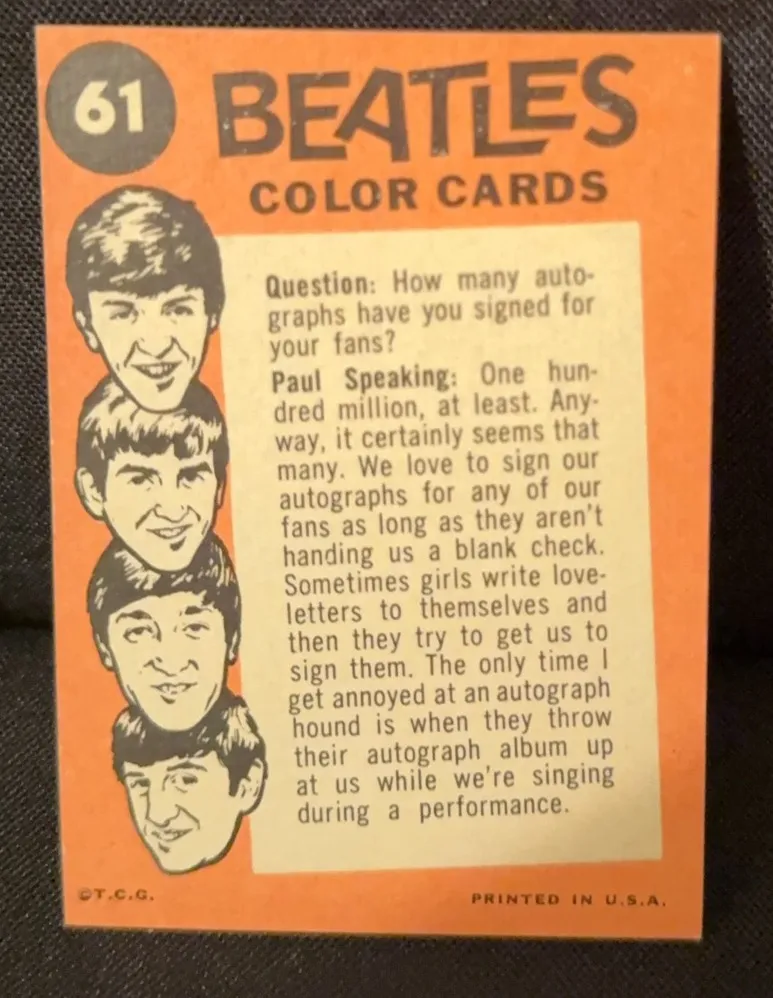 61
BEATLES
COLOR CARDS
Question: How many auto-
graphs have you signed for
your fans?
Paul Speaking: One hun-
dred million, at least. Any-
way, it certainly seems that
many. We love to sign our
autographs for any of our
fans as long as they aren't
handing us a blank check.
Sometimes girls write love-
letters to themselves and
then they try to get us to
sign them. The only time I
get annoyed at an autograph
hound is when they throw
their autograph album up
at us while we're singing
during a performance.
©T.C.G.
PRINTED IN U.S.A.